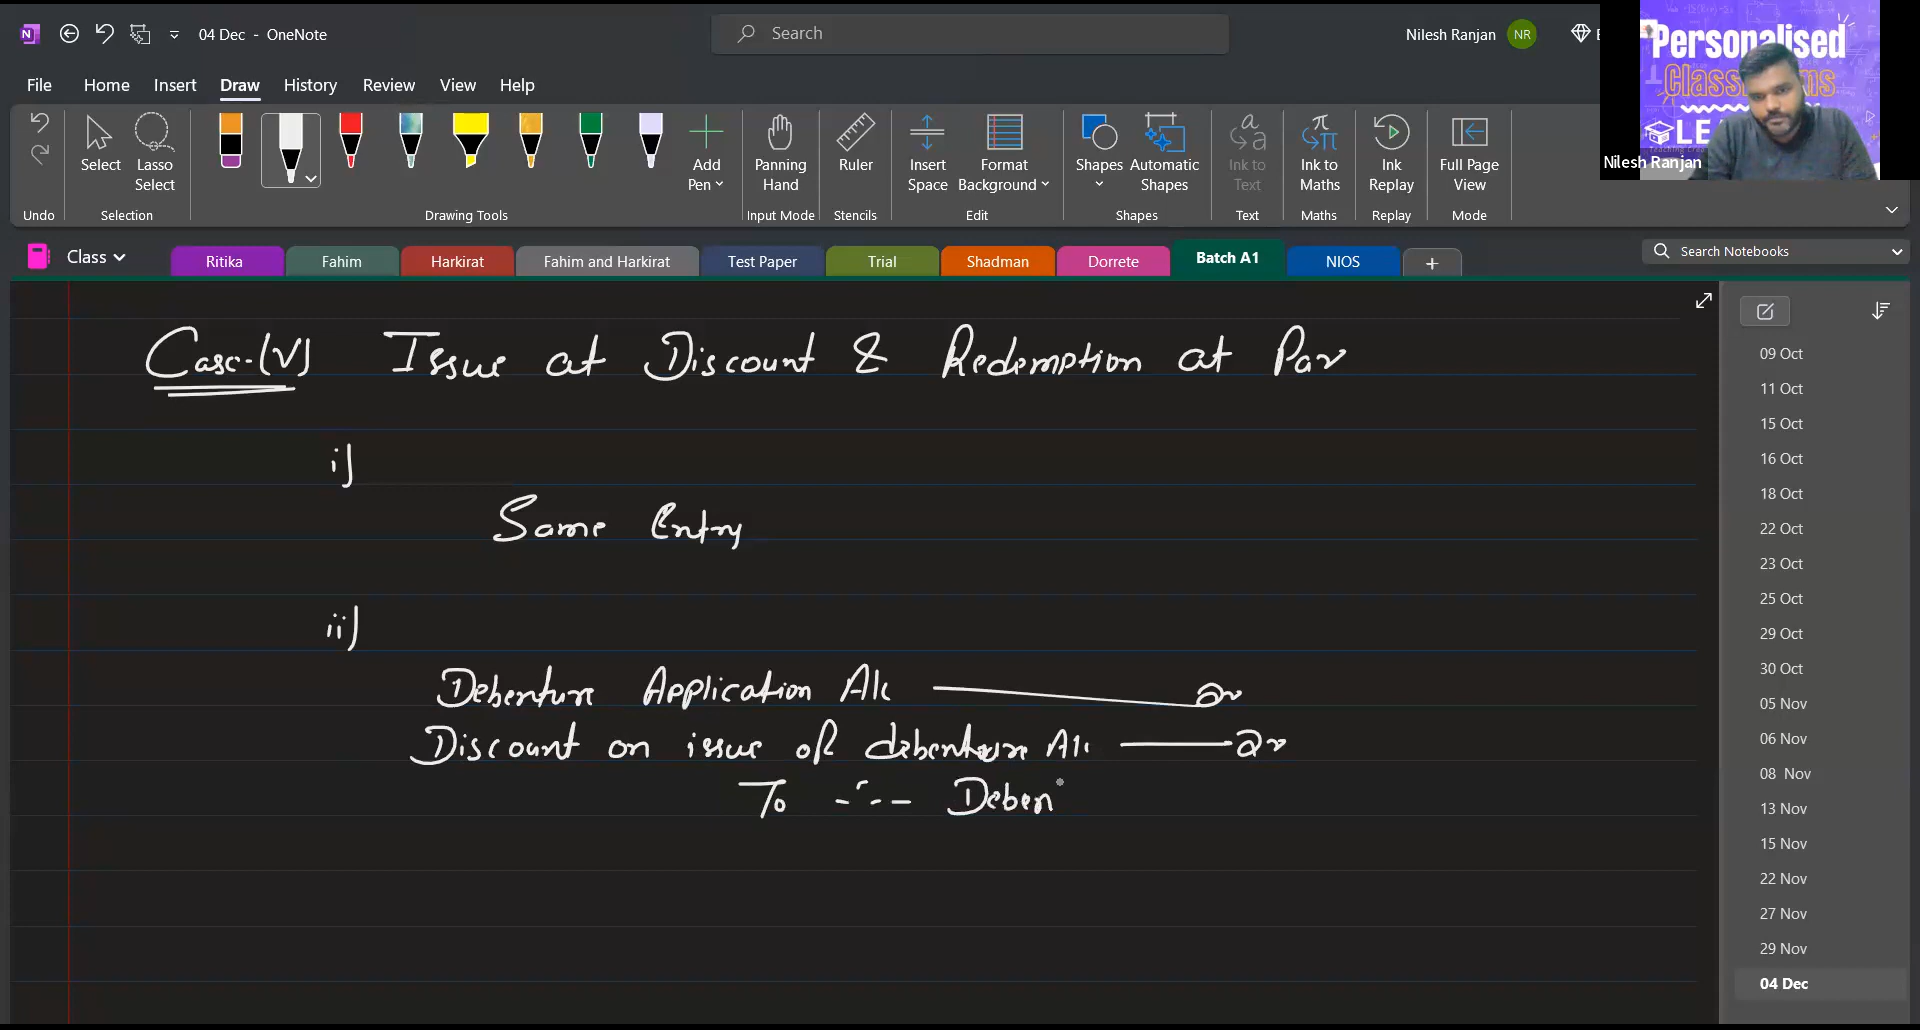 04 Dec - OneNote
Search
Nilesh Ranjan NR
File Home Insert Draw History Review View Help
Undo
Select
Lasso Select
Selection
Drawing Tools
Add Pen
Panning Hand
Input Mode
Ruler
Stencils
Insert Space
Format Background
Edit
Shapes
Automatic Shapes
Shapes
Ink to Text
Text
Ink to Maths
Maths
Ink Replay
Replay
Full Page View
Mode
Personalised
Nilesh Ranjan
Class
Ritika Fahim Harkirat Fahim and Harkirat Test Paper Trial Shadman Dorrete Batch A1 NIOS +
Search Notebooks
Case-(V) Issue at Discount & Redemption at Par
i)
Same Entry
ii)
Debenture Application A/c Dr
Discount on issue of debenture A/c Dr
To -·-- Deben
09 Oct
11 Oct
15 Oct
16 Oct
18 Oct
22 Oct
23 Oct
25 Oct
29 Oct
30 Oct
05 Nov
06 Nov
08 Nov
13 Nov
15 Nov
22 Nov
27 Nov
29 Nov
04 Dec